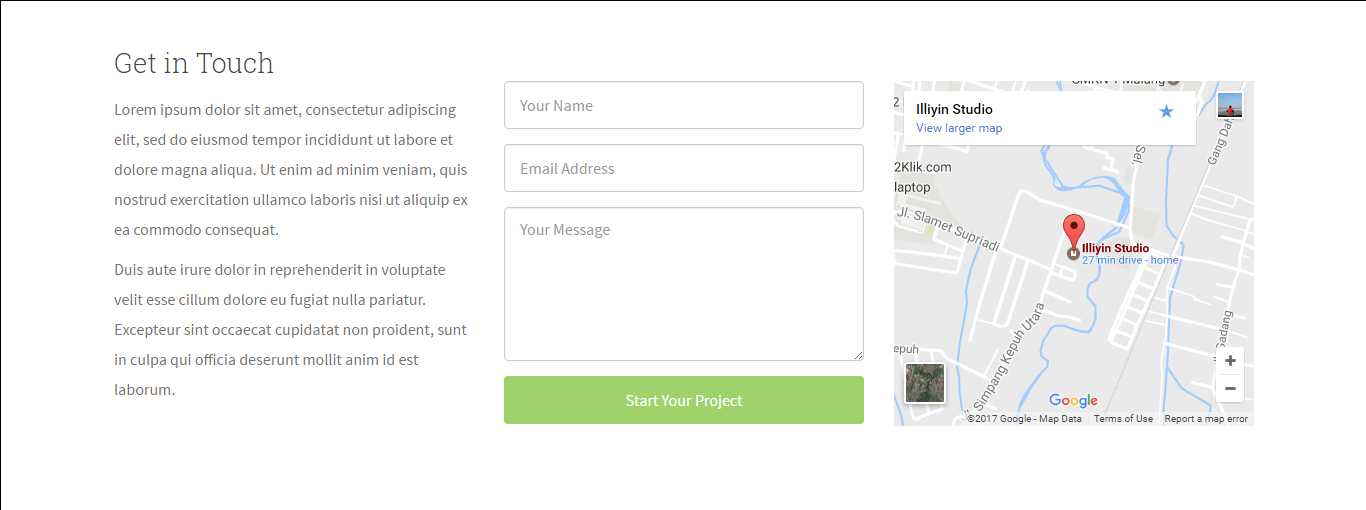 Get in Touch
Lorem ipsum dolor sit amet, consectetur adipiscing
elit, sed do eiusmod tempor incididunt ut labore et
dolore magna aliqua. Ut enim ad minim veniam, quis
nostrud exercitation ullamco laboris nisi ut aliquip ex
ea commodo consequat.
Duis aute irure dolor in reprehenderit in voluptate
velit esse cillum dolore eu fugiat nulla pariatur.
Excepteur sint occaecat cupidatat non proident, sunt
in culpa qui officia deserunt mollit anim id est
laborum.
Your Name
Email Address
Your Message
Start Your Project
Illiyin Studio
View larger map
2Klik.com
laptop
Jl. Slamet Supriadi
Sel.
Gang
Illiyin Studio
27 min drive - home
Simpang Kepuh Utara
epuh
adang
+
−
Google
©2017 Google - Map Data
Terms of Use
Report a map error